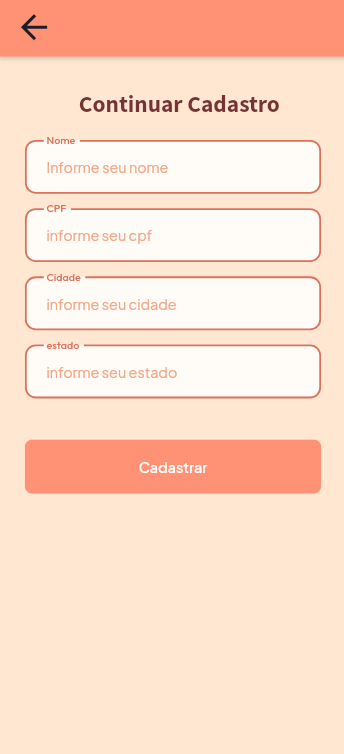 Continuar Cadastro
Nome
Informe seu nome
CPF
informe seu cpf
Cidade
informe seu cidade
estado
informe seu estado
Cadastrar